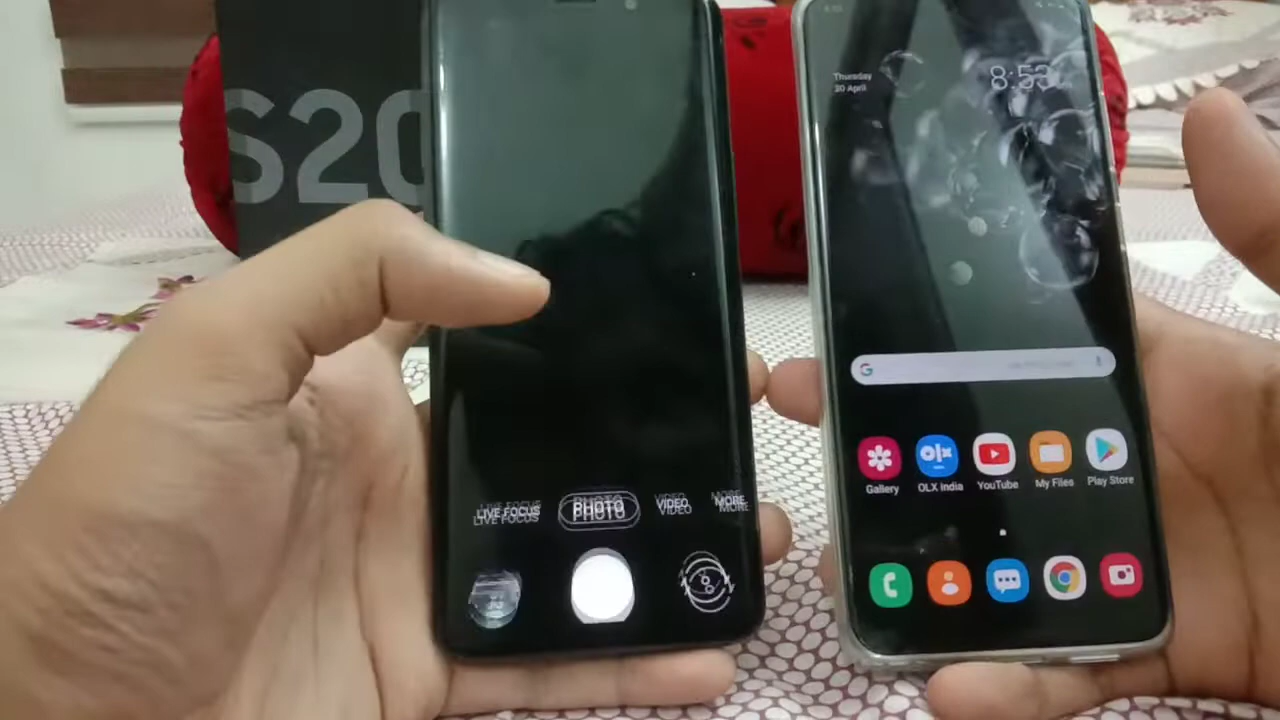 S20
Thursday
30 April
8:53
Gallery
OLX India
YouTube
My Files
Play Store
LIVE FOCUS
PHOTO
VIDEO
MORE